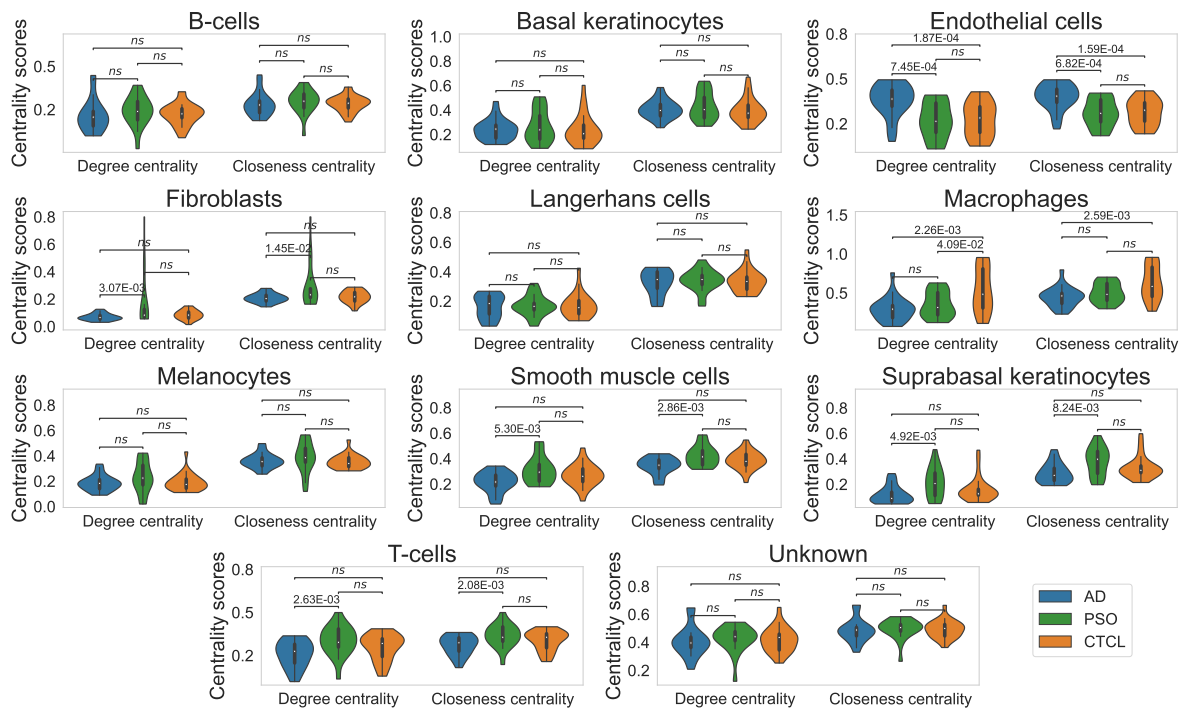 B-cells
Centrality scores
0.5
0.2
ns
ns
ns
ns
ns
ns
Degree centrality
Closeness centrality
Basal keratinocytes
Centrality scores
1.0
0.8
0.6
0.4
0.2
ns
ns
ns
ns
ns
ns
Degree centrality
Closeness centrality
Endothelial cells
Centrality scores
0.8
0.5
0.2
1.87E-04
ns
7.45E-04
1.59E-04
6.82E-04
ns
Degree centrality
Closeness centrality
Fibroblasts
Centrality scores
0.8
0.6
0.4
0.2
0.0
ns
ns
3.07E-03
ns
1.45E-02
ns
Degree centrality
Closeness centrality
Langerhans cells
Centrality scores
0.8
0.6
0.4
0.2
ns
ns
ns
ns
ns
ns
Degree centrality
Closeness centrality
Macrophages
Centrality scores
1.5
1.0
0.5
2.26E-03
4.09E-02
ns
2.59E-03
ns
ns
Degree centrality
Closeness centrality
Melanocytes
Centrality scores
0.8
0.6
0.4
0.2
0.0
ns
ns
ns
ns
ns
ns
Degree centrality
Closeness centrality
Smooth muscle cells
Centrality scores
0.8
0.6
0.4
0.2
ns
ns
5.30E-03
ns
2.86E-03
ns
Degree centrality
Closeness centrality
Suprabasal keratinocytes
Centrality scores
0.8
0.6
0.4
0.2
0.0
ns
ns
4.92E-03
ns
8.24E-03
ns
Degree centrality
Closeness centrality
T-cells
Centrality scores
0.8
0.5
0.2
ns
ns
2.63E-03
ns
2.08E-03
ns
Degree centrality
Closeness centrality
Unknown
Centrality scores
0.8
0.6
0.4
0.2
ns
ns
ns
ns
ns
ns
Degree centrality
Closeness centrality
AD
PSO
CTCL